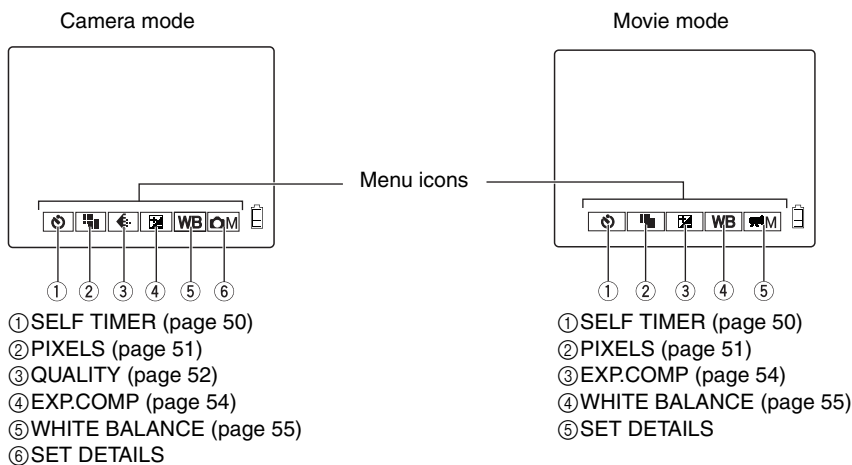 Camera mode
Movie mode
Menu icons
WB M
WB M
① ② ③ ④ ⑤ ⑥
① ② ③ ④ ⑤
①SELF TIMER (page 50)
②PIXELS (page 51)
③QUALITY (page 52)
④EXP.COMP (page 54)
⑤WHITE BALANCE (page 55)
⑥SET DETAILS
①SELF TIMER (page 50)
②PIXELS (page 51)
③EXP.COMP (page 54)
④WHITE BALANCE (page 55)
⑤SET DETAILS